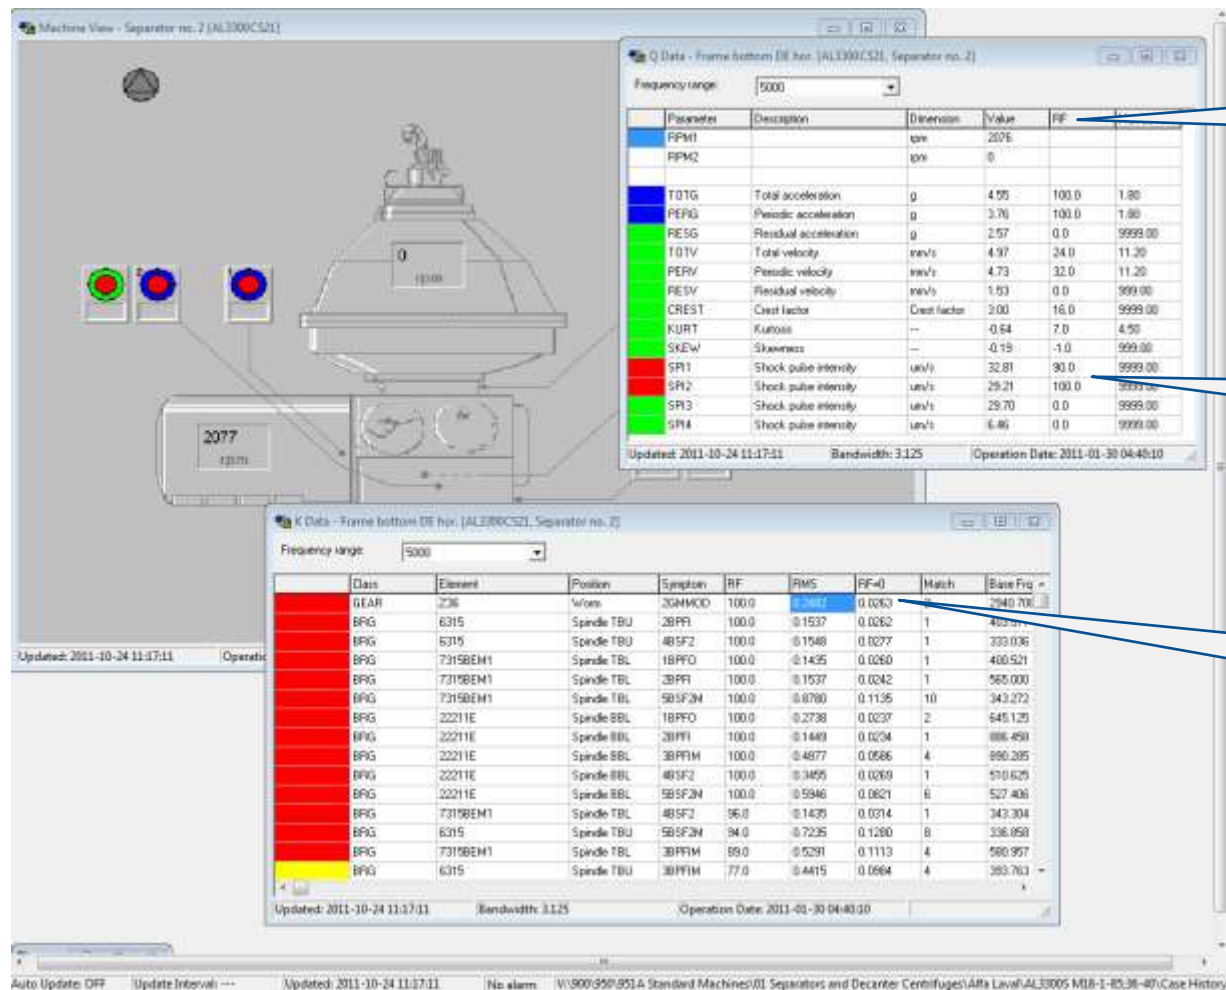 Machine View - Separator no. 2 [AL3300CS21]
0
rpm
2077
rpm
Updated: 2011-10-24 11:17:11
Q Data - Frame bottom DE hor. [AL3300CS21, Separator no. 2]
Frequency range: 5000
Parameter Description Dimension Value RF
RPM1 rpm 2076
RPM2 rpm 0
TOTG Total acceleration g 4.55 100.0 1.80
PERG Periodic acceleration g 3.76 100.0 1.80
RESG Residual acceleration g 2.57 0.0 9999.00
TOTV Total velocity mm/s 4.97 24.0 11.20
PERV Periodic velocity mm/s 4.73 32.0 11.20
RESV Residual velocity mm/s 1.53 0.0 999.00
CREST Crest factor Crest factor 3.00 16.0 9999.00
KURT Kurtosis -- -0.64 7.0 4.50
SKEW Skewness -- -0.19 -1.0 999.00
SPI1 Shock pulse intensity um/s 32.81 90.0 9999.00
SPI2 Shock pulse intensity um/s 29.21 100.0 9999.00
SPI3 Shock pulse intensity um/s 29.70 0.0 9999.00
SPI4 Shock pulse intensity um/s 6.46 0.0 9999.00
Updated: 2011-10-24 11:17:11 Bandwidth: 3.125 Operation Date: 2011-01-30 04:40:10
K Data - Frame bottom DE hor. [AL3300CS21, Separator no. 2]
Frequency range: 5000
Class Element Position Symptom RF RMS RF=0 Match Base Frq
GEAR Z36 Worm 2GMMOD 100.0 0.0263 2940.700
BRG 6315 Spindle TBU 2BPFI 100.0 0.1537 0.0262 1
BRG 6315 Spindle TBU 4BSF2 100.0 0.1548 0.0277 1 333.036
BRG 7315BEM1 Spindle TBL 1BPFO 100.0 0.1435 0.0260 1 400.521
BRG 7315BEM1 Spindle TBL 2BPFI 100.0 0.1537 0.0242 1 565.000
BRG 7315BEM1 Spindle TBL 5BSF2M 100.0 0.8780 0.1135 10 343.272
BRG 22211E Spindle BBL 1BPFO 100.0 0.2738 0.0237 2 645.125
BRG 22211E Spindle BBL 2BPFI 100.0 0.1449 0.0234 1 886.458
BRG 22211E Spindle BBL 3BPFIM 100.0 0.4877 0.0586 4 890.285
BRG 22211E Spindle BBL 4BSF2 100.0 0.3455 0.0269 1 510.625
BRG 22211E Spindle BBL 5BSF2M 100.0 0.5946 0.0821 6 527.406
BRG 7315BEM1 Spindle TBL 4BSF2 96.0 0.1435 0.0314 1 343.304
BRG 6315 Spindle TBU 5BSF2M 94.0 0.7235 0.1280 8 336.858
BRG 7315BEM1 Spindle TBL 3BPFIM 89.0 0.5291 0.1113 4 580.957
BRG 6315 Spindle TBU 3BPFIM 77.0 0.4415 0.0984 4 393.763
Updated: 2011-10-24 11:17:11 Bandwidth: 3.125 Operation Date: 2011-01-30 04:40:10
Auto Update: OFF Update Interval: --- Updated: 2011-10-24 11:17:11 No alarm V:\900\950\951A Standard Machines\01 Separators and Decanter Centrifuges\Alfa Laval\AL3300S M18-1-85;36-40\Case Histor